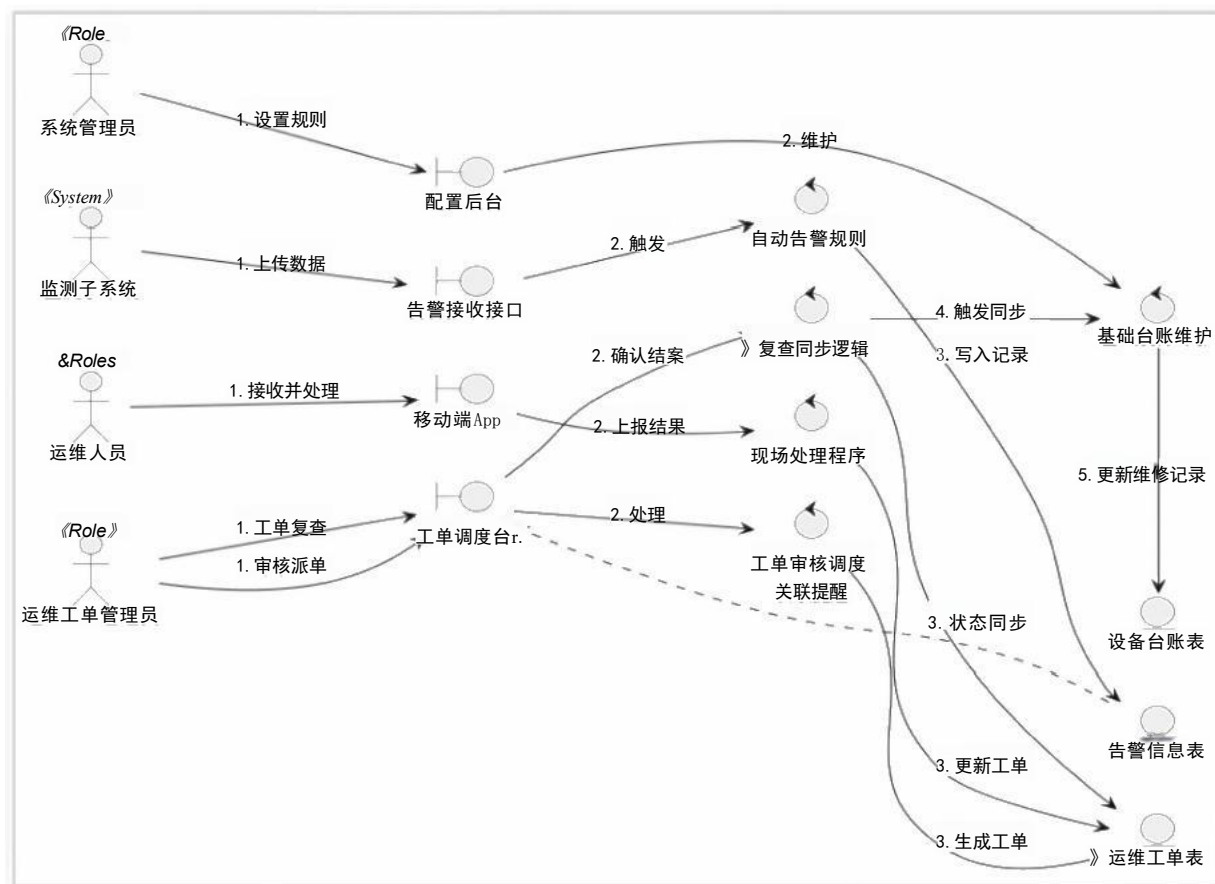 《Role
系统管理员
1. 设置规则
配置后台
2. 维护
《System》
监测子系统
1. 上传数据
告警接收接口
2. 触发
自动告警规则
基础台账维护
2. 确认结案
》复查同步逻辑
4. 触发同步
3. 写入记录
&Roles
运维人员
1. 接收并处理
移动端App
2. 上报结果
现场处理程序
5. 更新维修记录
《Role》
运维工单管理员
1. 工单复查
1. 审核派单
工单调度台r.
2. 处理
工单审核调度
关联提醒
3. 状态同步
设备台账表
告警信息表
3. 更新工单
3. 生成工单
》运维工单表